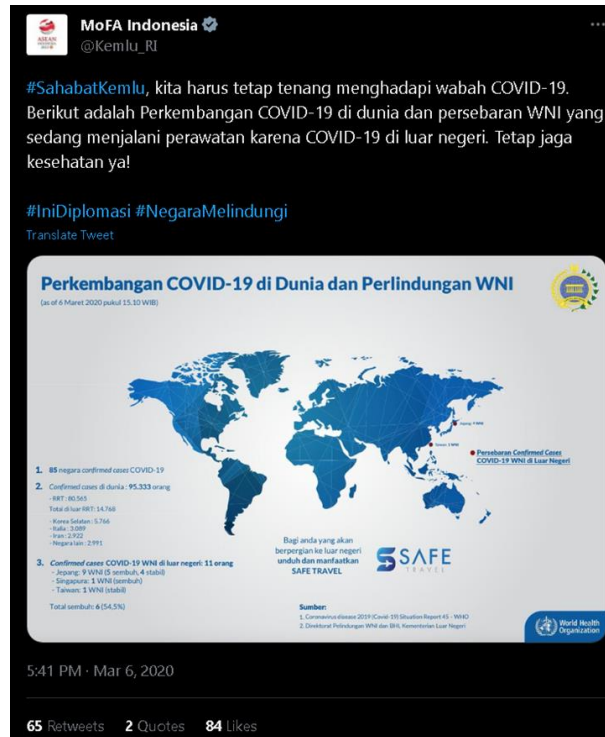 MoFA Indonesia
@Kemlu_RI
#SahabatKemlu, kita harus tetap tenang menghadapi wabah COVID-19.
Berikut adalah Perkembangan COVID-19 di dunia dan persebaran WNI yang
sedang menjalani perawatan karena COVID-19 di luar negeri. Tetap jaga
kesehatan ya!
#IniDiplomasi #NegaraMelindungi
Translate Tweet
Perkembangan COVID-19 di Dunia dan Perlindungan WNI
(as of 6 Maret 2020 pukul 15.10 WIB)
Jepang: 9 WNI
Taiwan: 1 WNI
Persebaran Confirmed Cases
COVID-19 WNI di Luar Negeri
1. 85 negara confirmed cases COVID-19
2. Confirmed cases di dunia : 95.333 orang
- RRT : 80.565
Total di luar RRT: 14.768
- Korea Selatan : 5.766
- Italia : 3.089
- Iran : 2.922
- Negara lain : 2.991
3. Confirmed cases COVID-19 WNI di luar negeri: 11 orang
- Jepang: 9 WNI (5 sembuh, 4 stabil)
- Singapura: 1 WNI (sembuh)
- Taiwan: 1 WNI (stabil)
Total sembuh: 6 (54,5%)
Bagi anda yang akan
berpergian ke luar negeri
unduh dan manfaatkan
SAFE TRAVEL
SAFE
TRAVEL
Sumber:
1. Coronavirus disease 2019 (Covid-19) Situation Report 45 - WHO
2. Direktorat Pelindungan WNI dan BHI, Kementerian Luar Negeri
World Health
Organization
5:41 PM · Mar 6, 2020
65 Retweets 2 Quotes 84 Likes